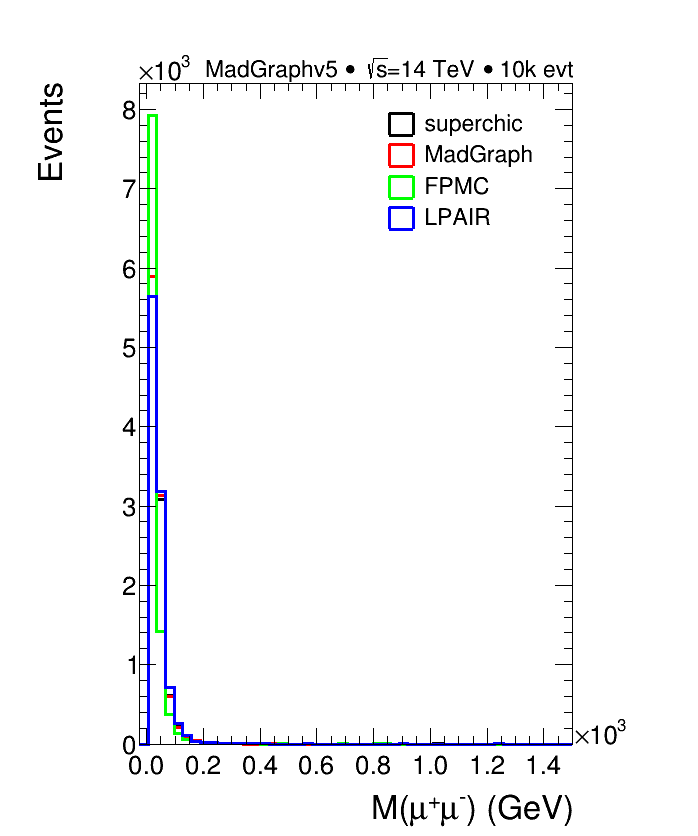 ×10³ MadGraphv5 • √s=14 TeV • 10k evt
Events
8
7
6
5
4
3
2
1
0
superchic
MadGraph
FPMC
LPAIR
0.0 0.2 0.4 0.6 0.8 1.0 1.2 1.4
×10³
M(μ⁺μ⁻) (GeV)